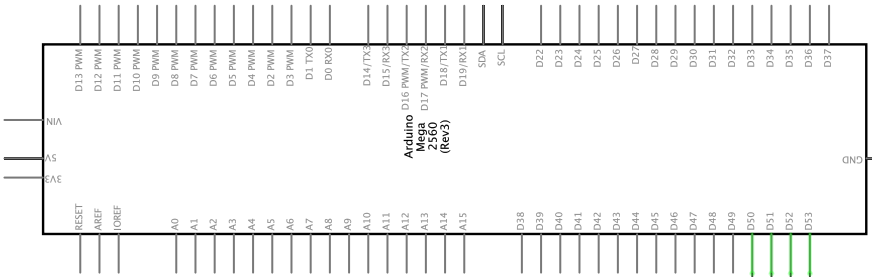 D13 PWM
D12 PWM
D11 PWM
D10 PWM
D9 PWM
D8 PWM
D7 PWM
D6 PWM
D5 PWM
D4 PWM
D2 PWM
D3 PWM
D1 TX0
D0 RX0
D14/TX3
D15/RX3
D16 PWM/TX2
D17 PWM/RX2
D18/TX1
D19/RX1
SDA
SCL
D22
D23
D24
D25
D26
D27
D28
D29
D30
D31
D32
D33
D34
D35
D36
D37
VIN
5V
3V3
Arduino
Mega
2560
(Rev3)
GND
RESET
AREF
IOREF
A0
A1
A2
A3
A4
A5
A6
A7
A8
A9
A10
A11
A12
A13
A14
A15
D38
D39
D40
D41
D42
D43
D44
D45
D46
D47
D48
D49
D50
D51
D52
D53